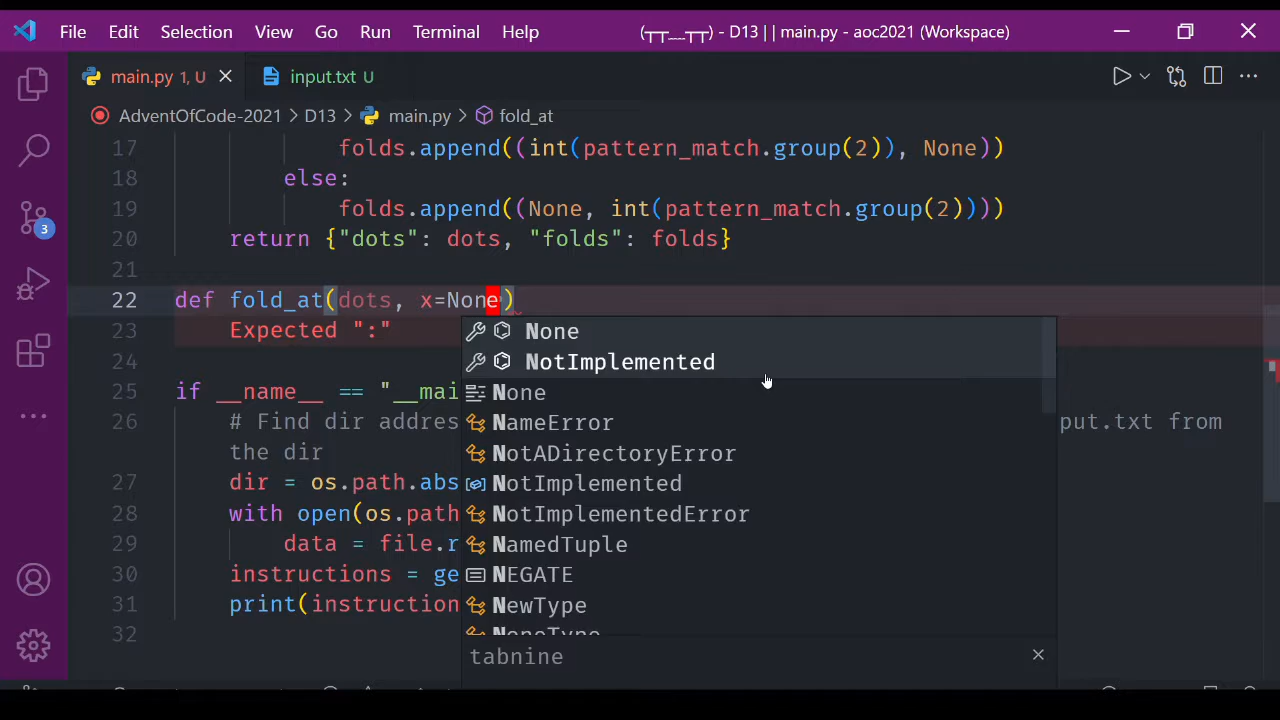 File Edit Selection View Go Run Terminal Help (┬┬﹏┬┬) - D13 | | main.py - aoc2021 (Workspace)
main.py 1, U input.txt U
AdventOfCode-2021 > D13 > main.py > fold_at
17 folds.append((int(pattern_match.group(2)), None))
18 else:
19 folds.append((None, int(pattern_match.group(2))))
20 return {"dots": dots, "folds": folds}
21
22 def fold_at(dots, x=None)
23 Expected ":"
None
24 NotImplemented
25 if __name__ == "__mai None
26 # Find dir addres NameError put.txt from
the dir NotADirectoryError
27 dir = os.path.abs NotImplemented
28 with open(os.path NotImplementedError
29 data = file.r NamedTuple
30 instructions = ge NEGATE
31 print(instruction NewType
32 NoneType
tabnine
3